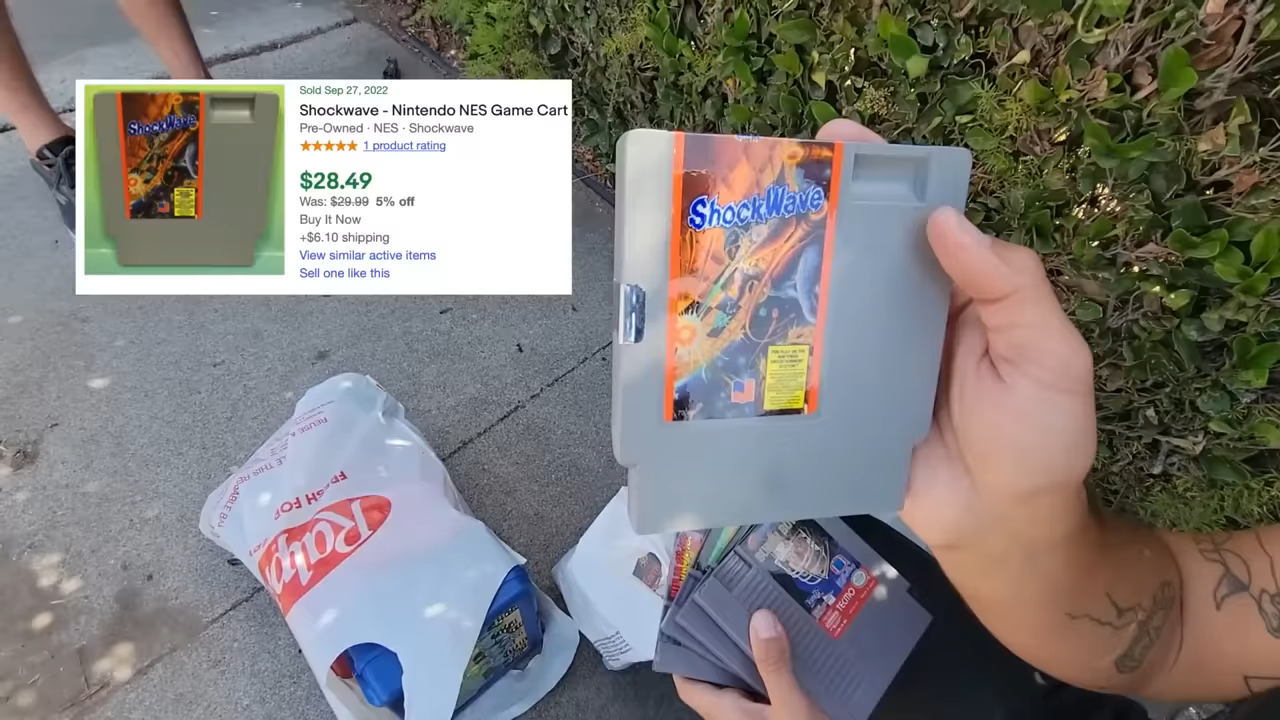 Sold Sep 27, 2022
Shockwave - Nintendo NES Game Cart
Pre-Owned · NES · Shockwave
1 product rating
$28.49
Was: $29.99 5% off
Buy It Now
+$6.10 shipping
View similar active items
Sell one like this
ShockWave
ShockWave
FRESH FOR
Ralp
REUSE A
TECMO